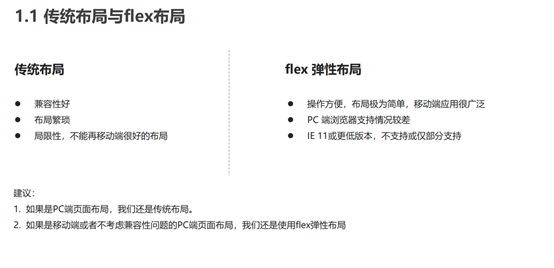 1.1 传统布局与flex布局
传统布局
● 兼容性好
● 布局繁琐
● 局限性，不能再移动端很好的布局
flex 弹性布局
● 操作方便，布局极为简单，移动端应用很广泛
● PC 端浏览器支持情况较差
● IE 11或更低版本，不支持或仅部分支持
建议：
1. 如果是PC端页面布局，我们还是传统布局。
2. 如果是移动端或者不考虑兼容性问题的PC端页面布局，我们还是使用flex弹性布局